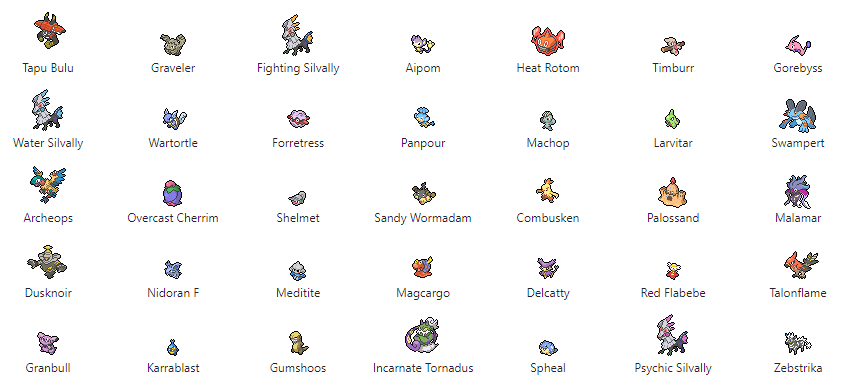 Tapu Bulu Graveler Fighting Silvally Aipom Heat Rotom Timburr Gorebyss
Water Silvally Wartortle Forretress Panpour Machop Larvitar Swampert
Archeops Overcast Cherrim Shelmet Sandy Wormadam Combusken Palossand Malamar
Dusknoir Nidoran F Meditite Magcargo Delcatty Red Flabebe Talonflame
Granbull Karrablast Gumshoos Incarnate Tornadus Spheal Psychic Silvally Zebstrika